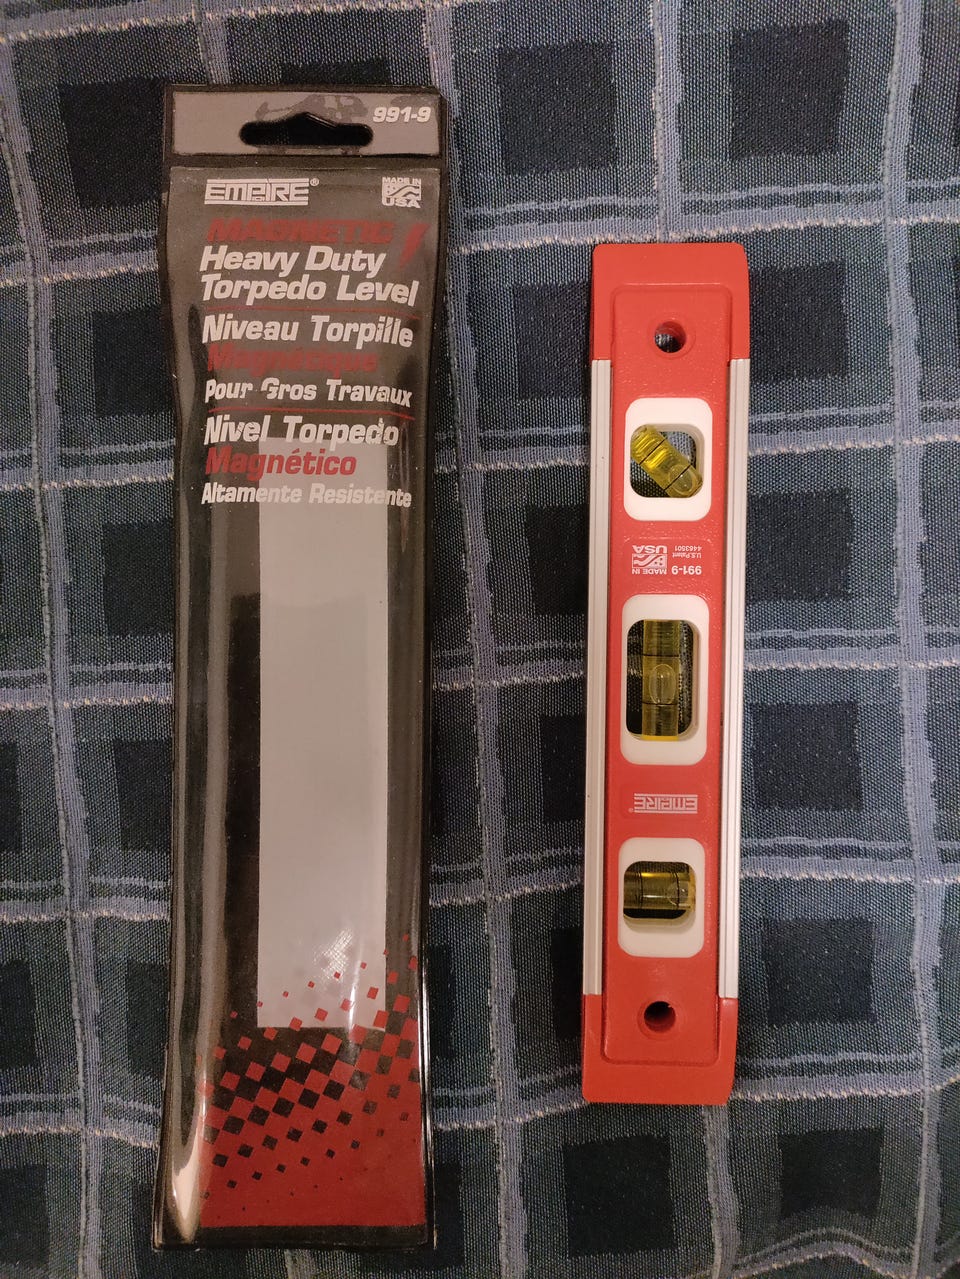 991-9
EMPIRE®
MADE IN
USA
MAGNETIC
Heavy Duty
Torpedo Level
Niveau Torpille
Magnétique
Pour Gros Travaux
Nivel Torpedo
Magnético
Altamente Resistente
991-9
U.S. Patent
4463501
MADE IN
USA
EMPIRE®